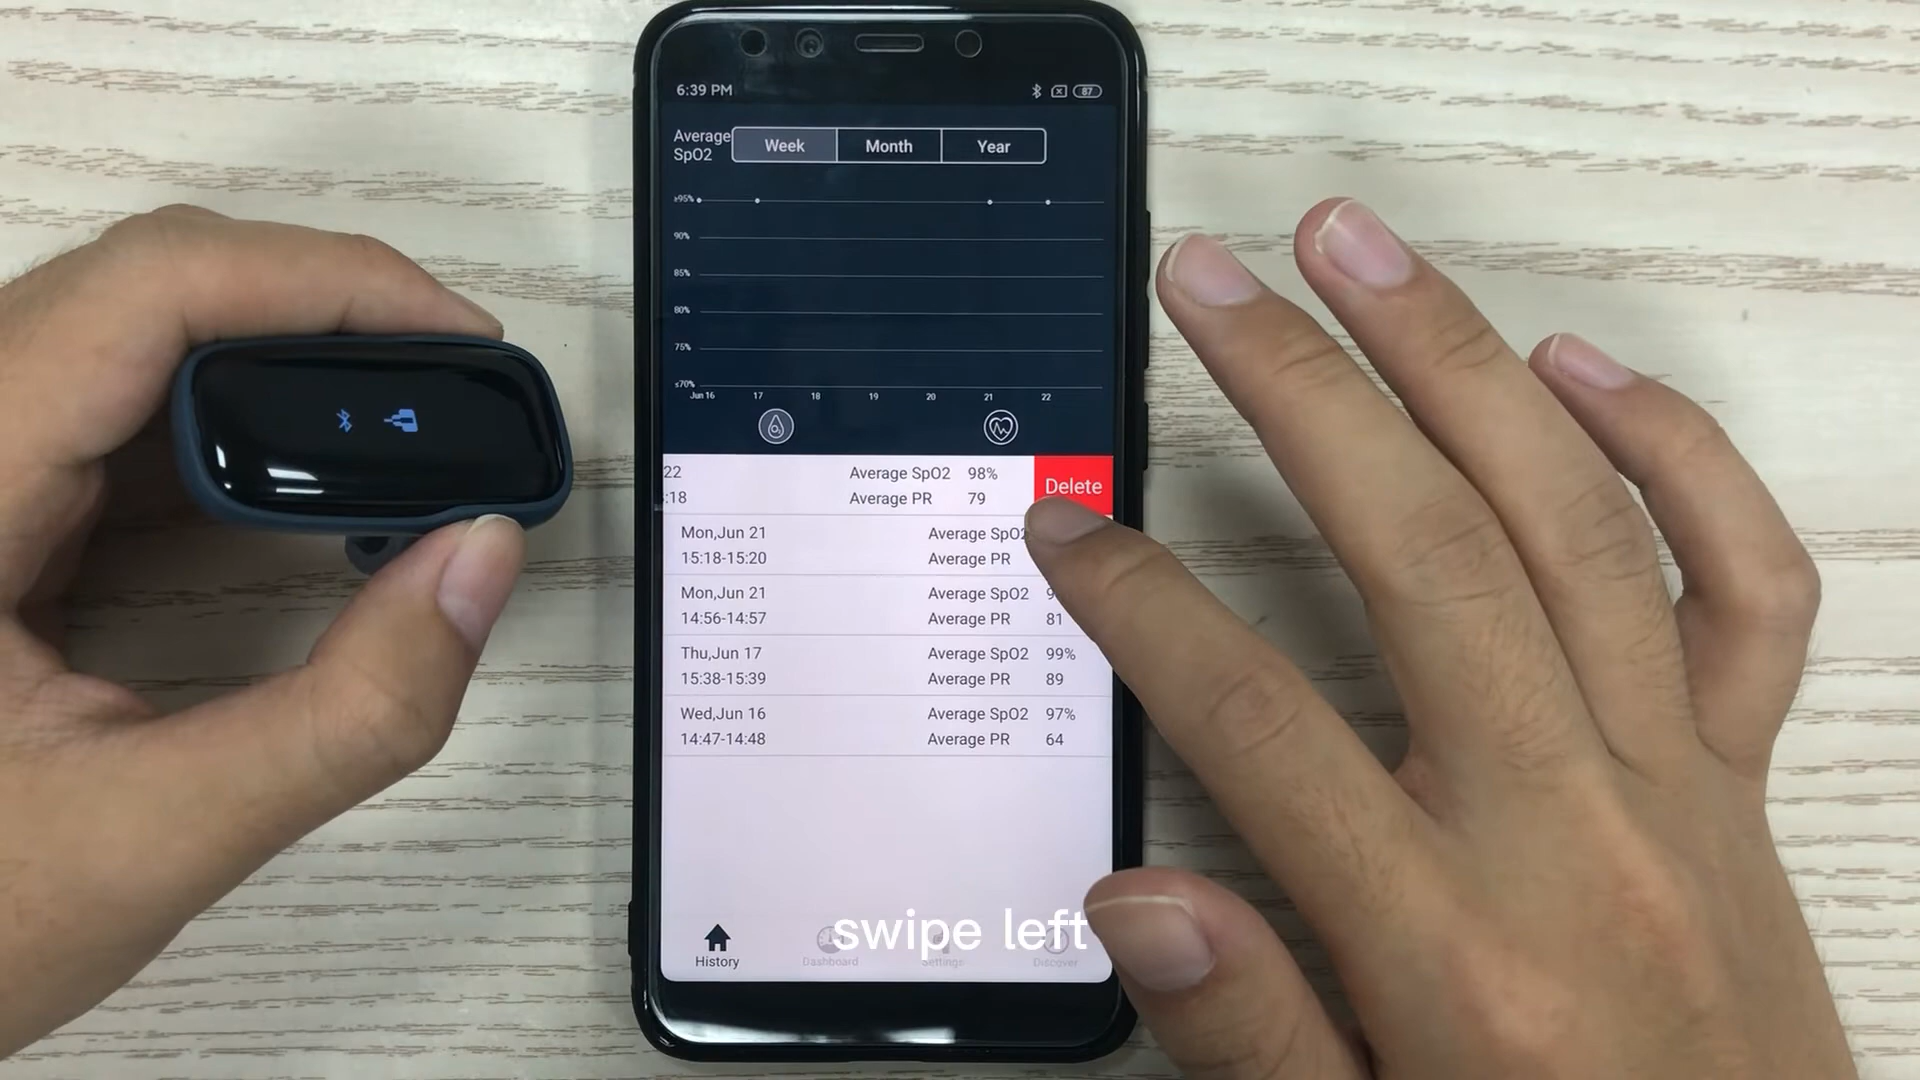 6:39 PM
87
Average
SpO2
Week
Month
Year
≥95%
90%
85%
80%
75%
≤70%
Jun 16 17 18 19 20 21 22
22 Average SpO2 98%
:18 Average PR 79
Delete
Mon,Jun 21 Average SpO2
15:18-15:20 Average PR
Mon,Jun 21 Average SpO2 9
14:56-14:57 Average PR 81
Thu,Jun 17 Average SpO2 99%
15:38-15:39 Average PR 89
Wed,Jun 16 Average SpO2 97%
14:47-14:48 Average PR 64
swipe left
History Dashboard Settings Discover